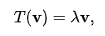 T(v) = λv,